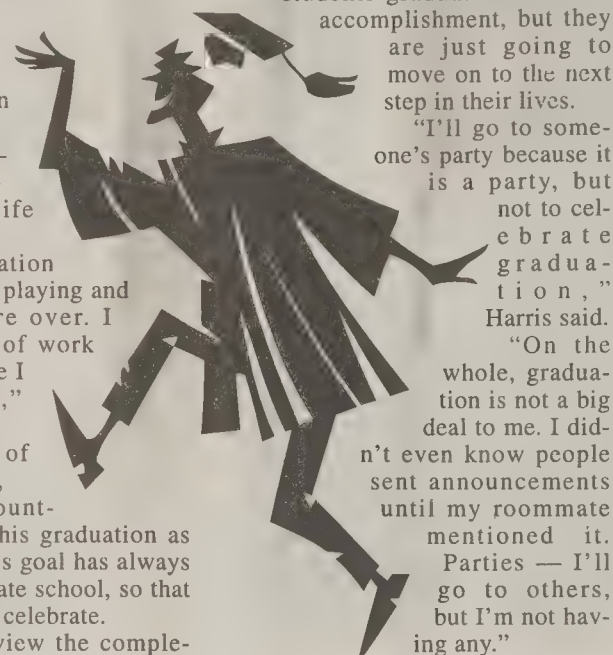 n
ife
ation
playing and
re over. I
of work
e I
,"
of
,
ount-
his graduation as
s goal has always
ate school, so that
celebrate.
view the comple-
accomplishment, but they
are just going to
move on to the next
step in their lives.
"I'll go to some-
one's party because it
is a party, but
not to cel-
ebrate
gradua-
tion,"
Harris said.
"On the
whole, gradua-
tion is not a big
deal to me. I did-
n't even know people
sent announcements
until my roommate
mentioned it.
Parties — I'll
go to others,
but I'm not hav-
ing any."